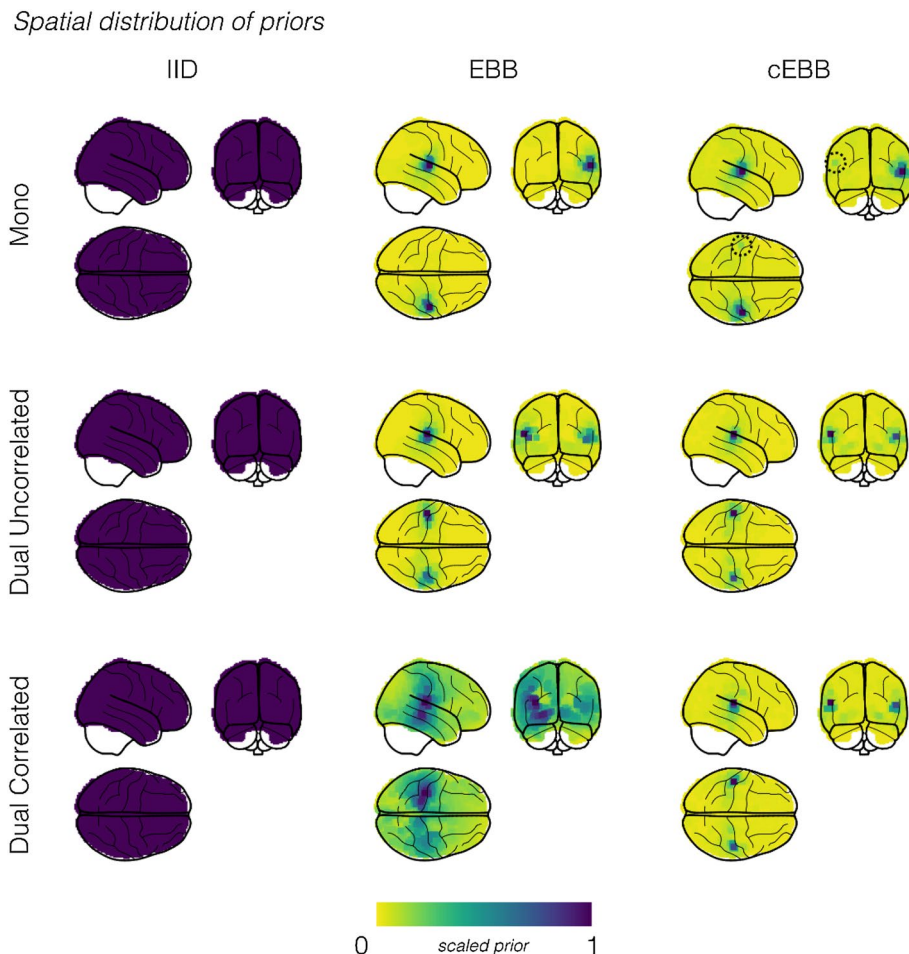 Spatial distribution of priors
IID EBB cEBB
Mono
Dual Uncorrelated
Dual Correlated
0 scaled prior 1